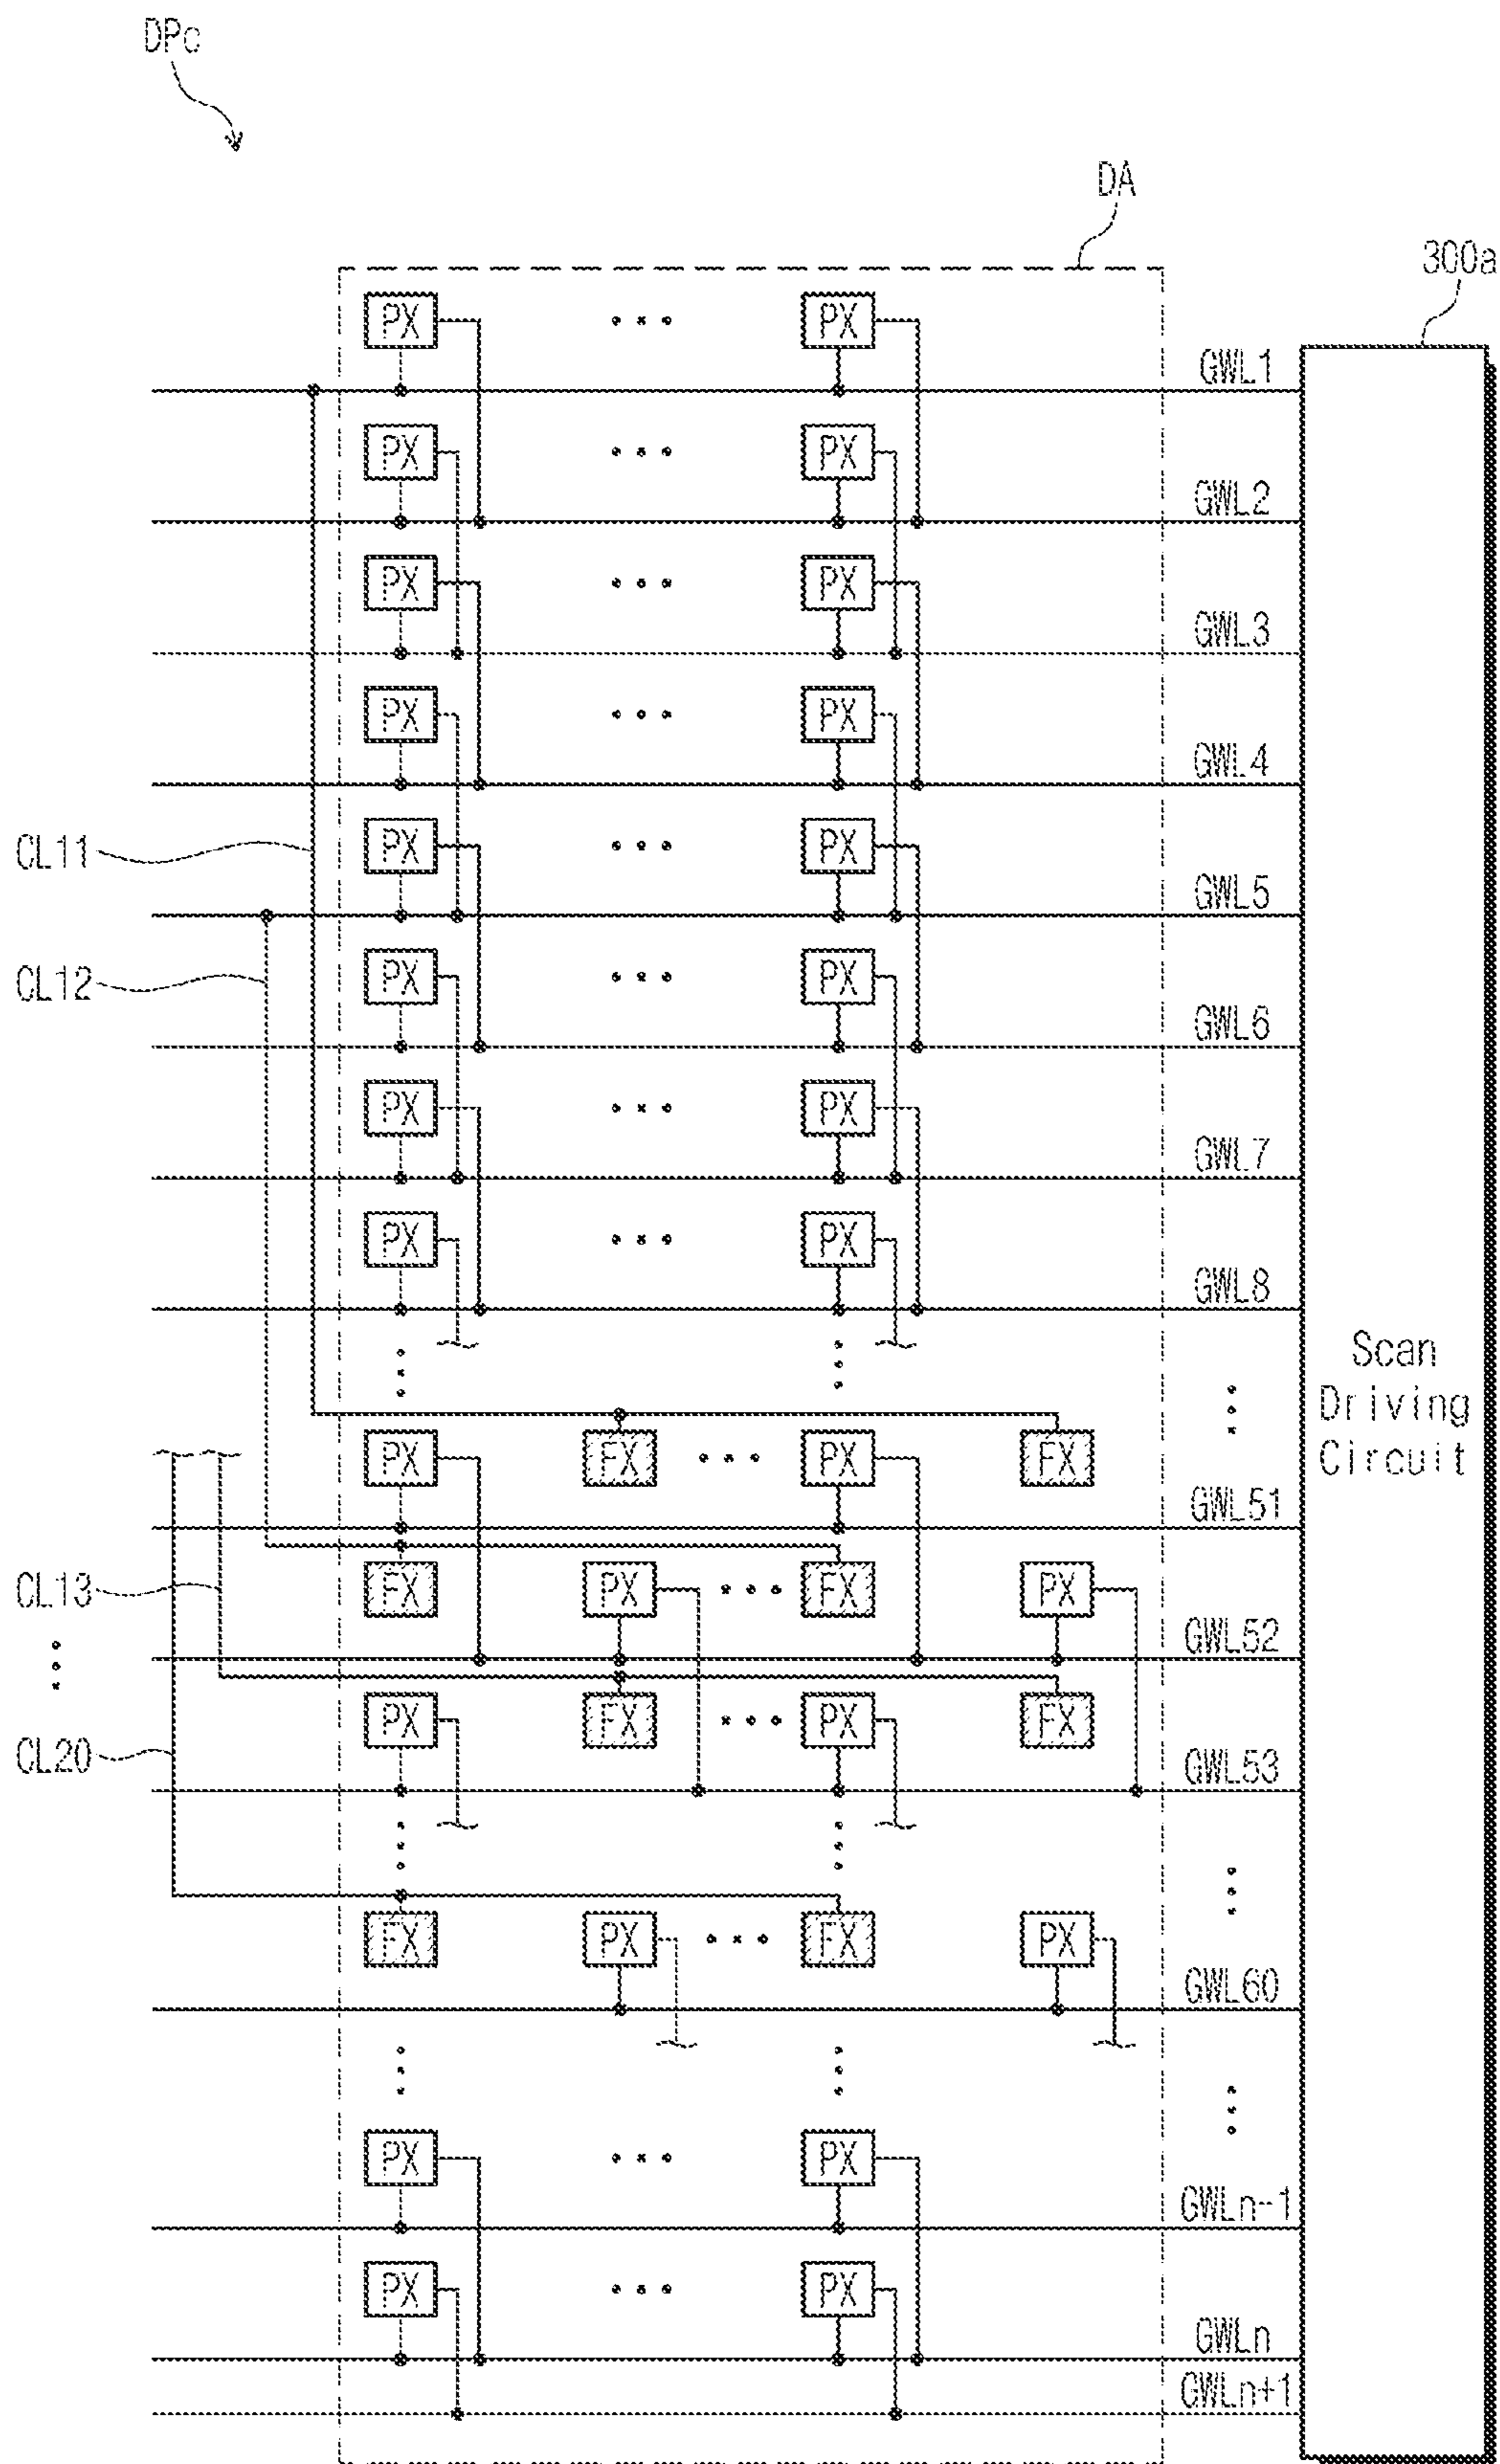 DPc
DA
300a
PX PX
GWL1
PX PX
GWL2
PX PX
GWL3
PX PX
GWL4
CL11
PX PX
GWL5
CL12
PX PX
GWL6
PX PX
GWL7
PX PX
GWL8
Scan
Driving
Circuit
PX FX PX FX
GWL51
CL13
FX PX FX PX
GWL52
PX FX PX FX
CL20
GWL53
FX PX FX PX
GWL60
PX PX
GWLn-1
PX PX
GWLn
GWLn+1